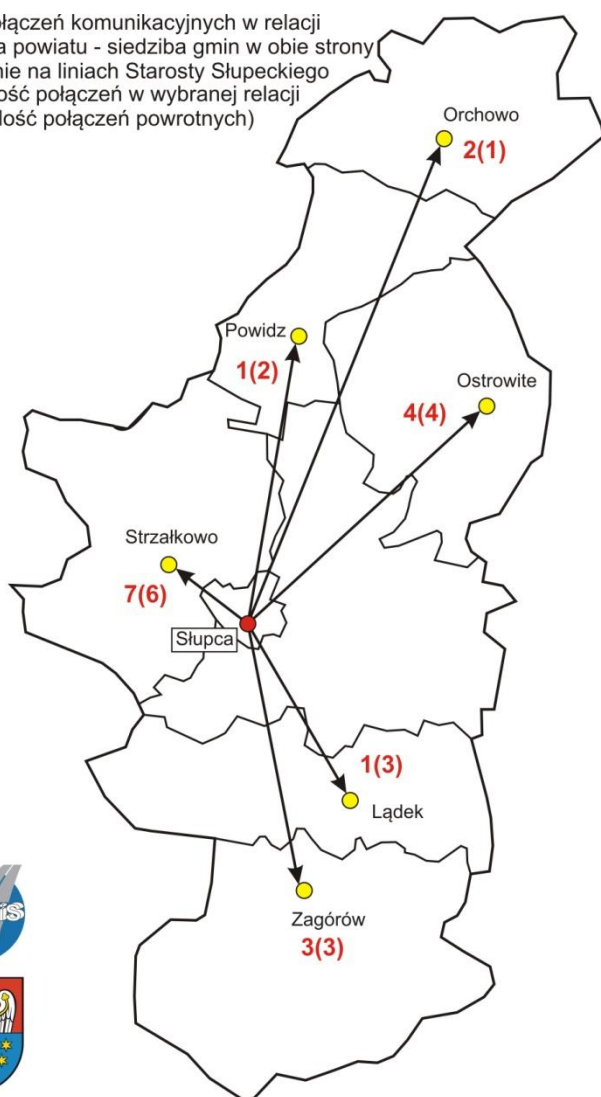 ołączeń komunikacyjnych w relacji
a powiatu - siedziba gmin w obie strony
nie na liniach Starosty Słupeckiego
ość połączeń w wybranej relacji
lość połączeń powrotnych)
Orchowo
2(1)
Powidz
1(2)
Ostrowite
4(4)
Strzałkowo
7(6)
Słupca
1(3)
Lądek
Zagórów
3(3)
is